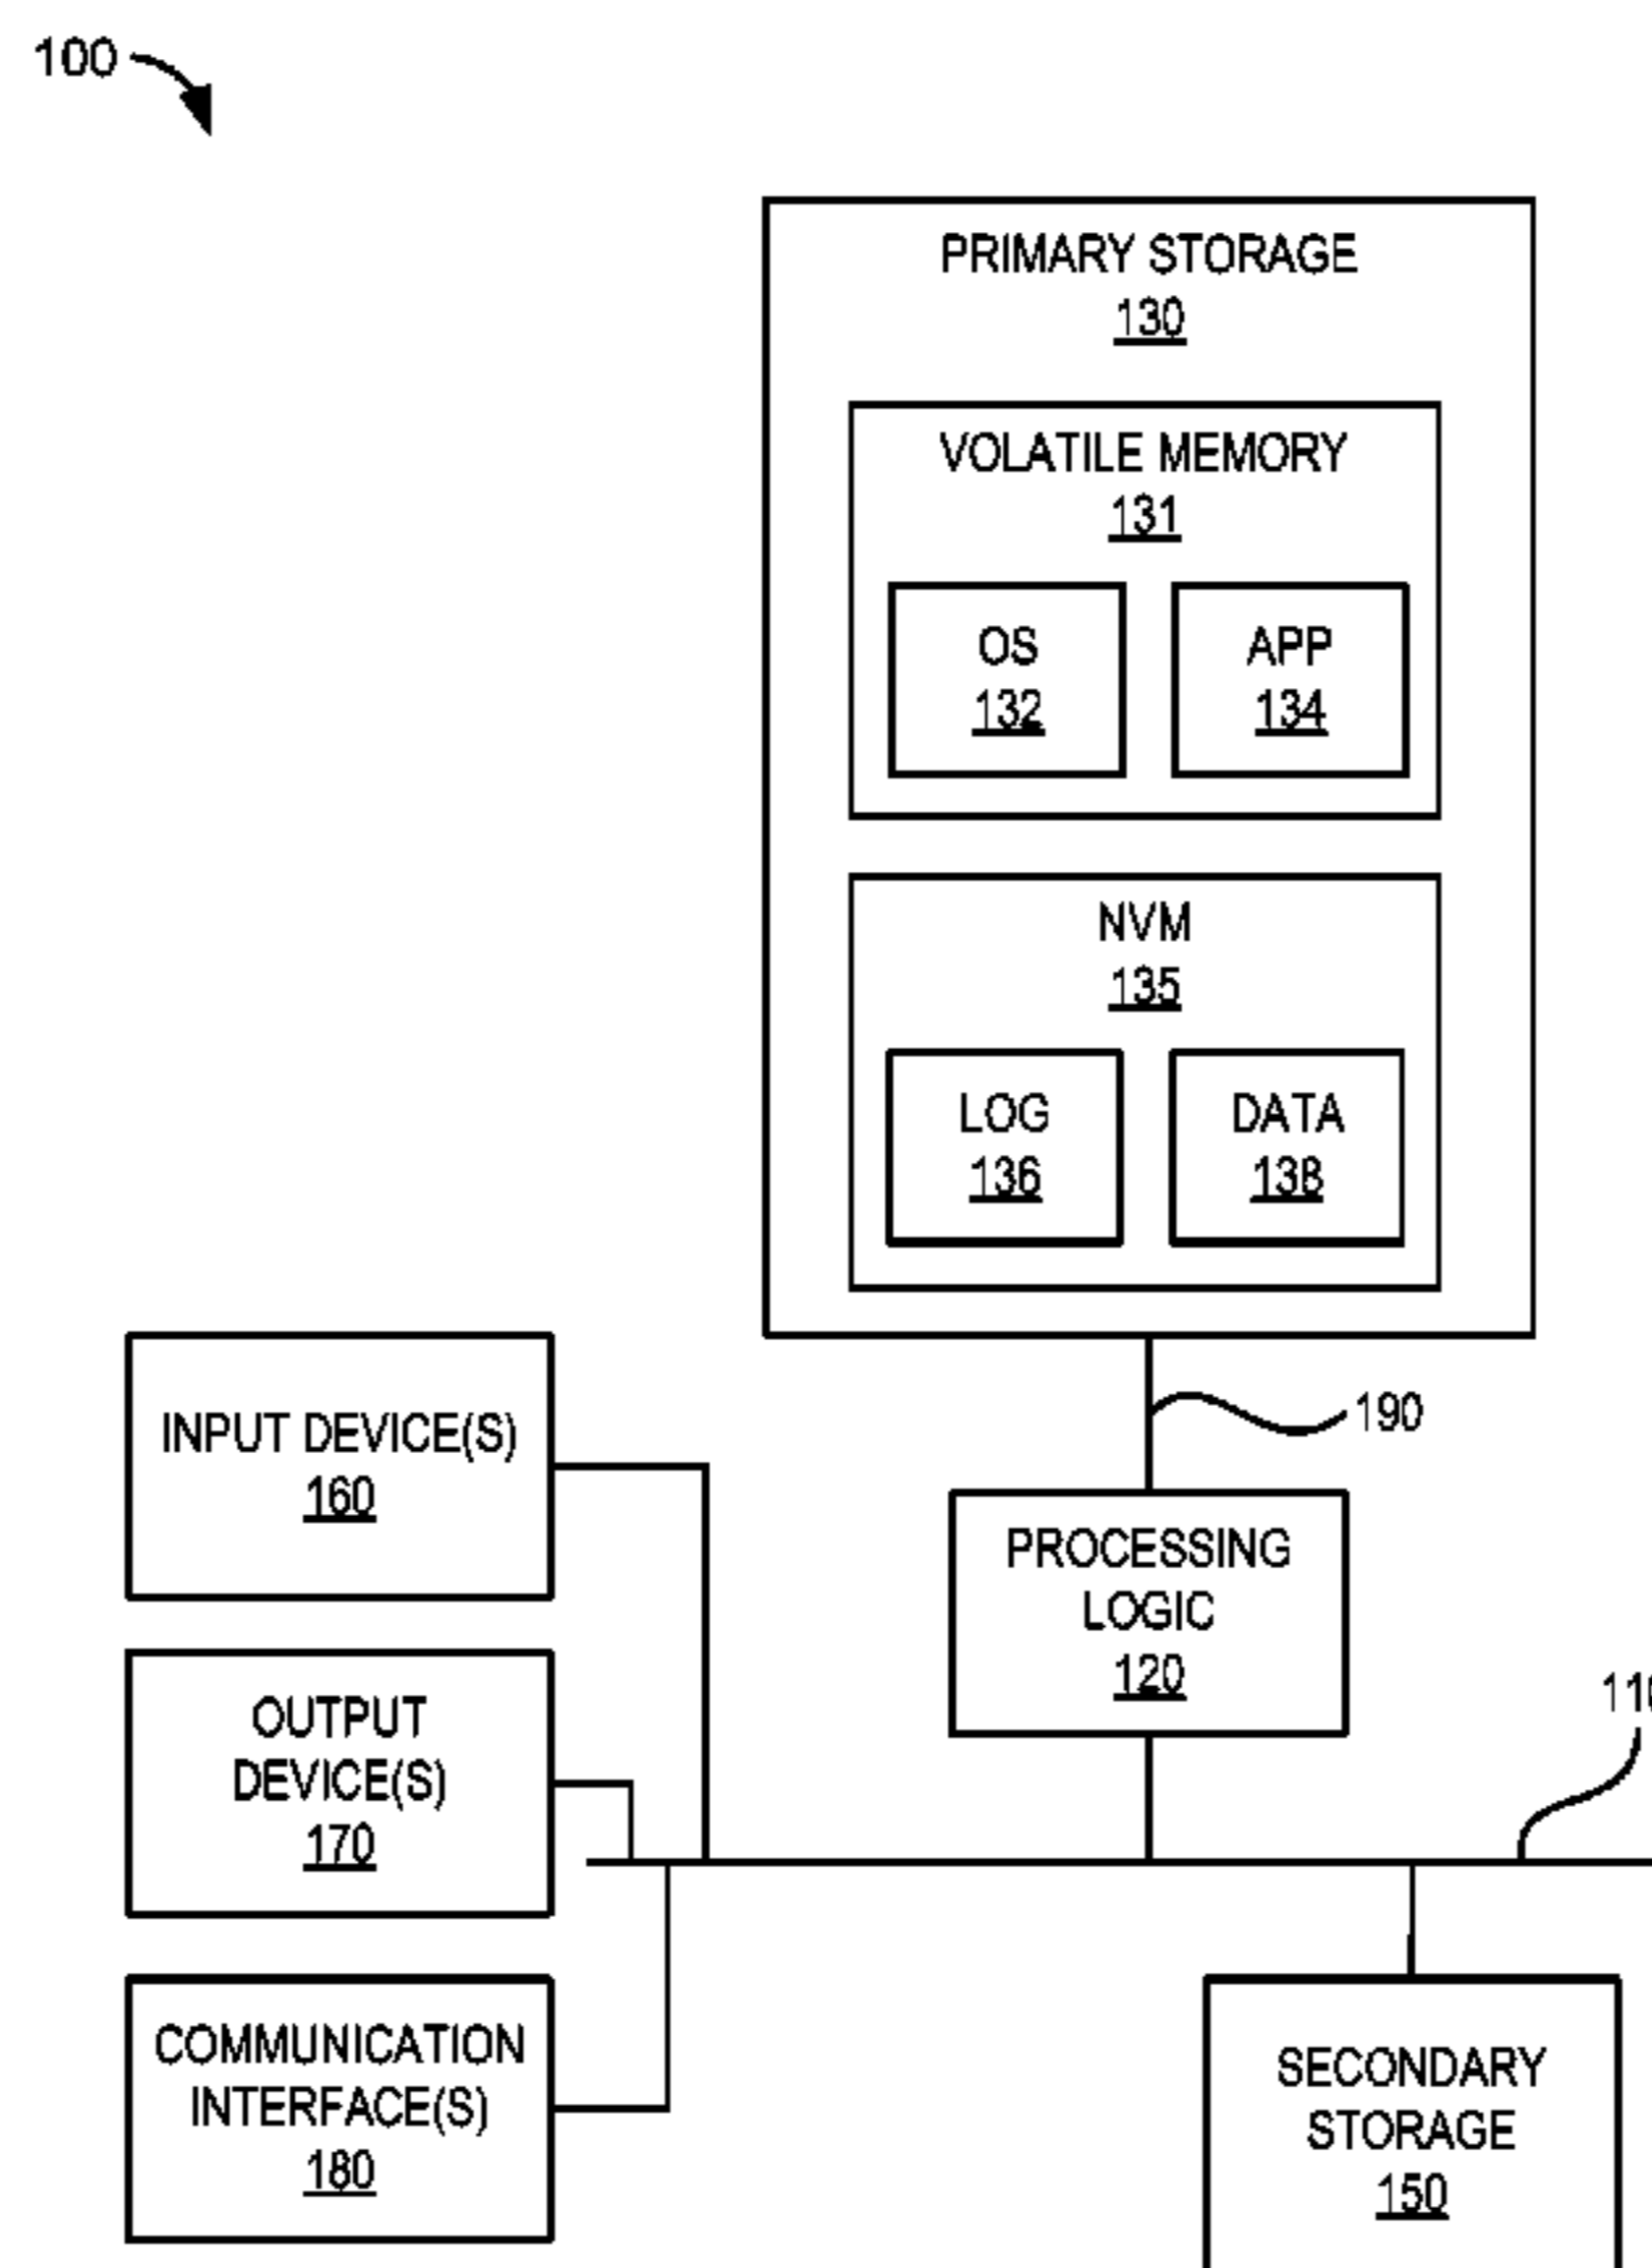 100
PRIMARY STORAGE
130
VOLATILE MEMORY
131
OS
132
APP
134
NVM
135
LOG
136
DATA
138
190
INPUT DEVICE(S)
160
PROCESSING
LOGIC
120
OUTPUT
DEVICE(S)
170
COMMUNICATION
INTERFACE(S)
180
SECONDARY
STORAGE
150